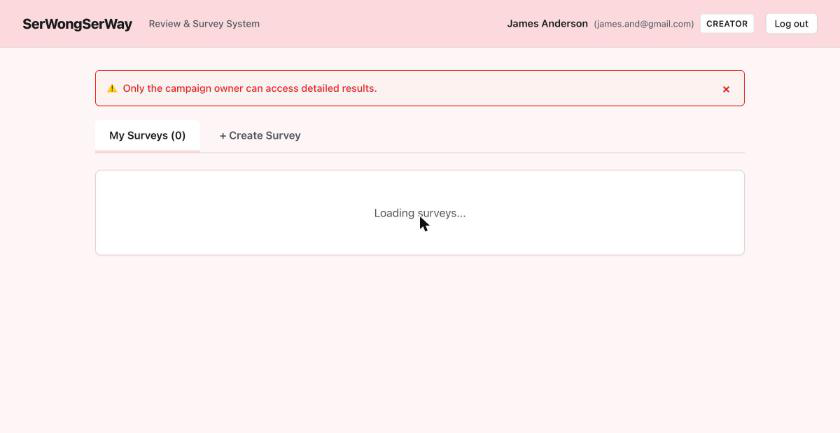 SerWongSerWay Review & Survey System James Anderson (james.and@gmail.com) CREATOR Log out
⚠️ Only the campaign owner can access detailed results. ×
My Surveys (0) + Create Survey
Loading surveys...